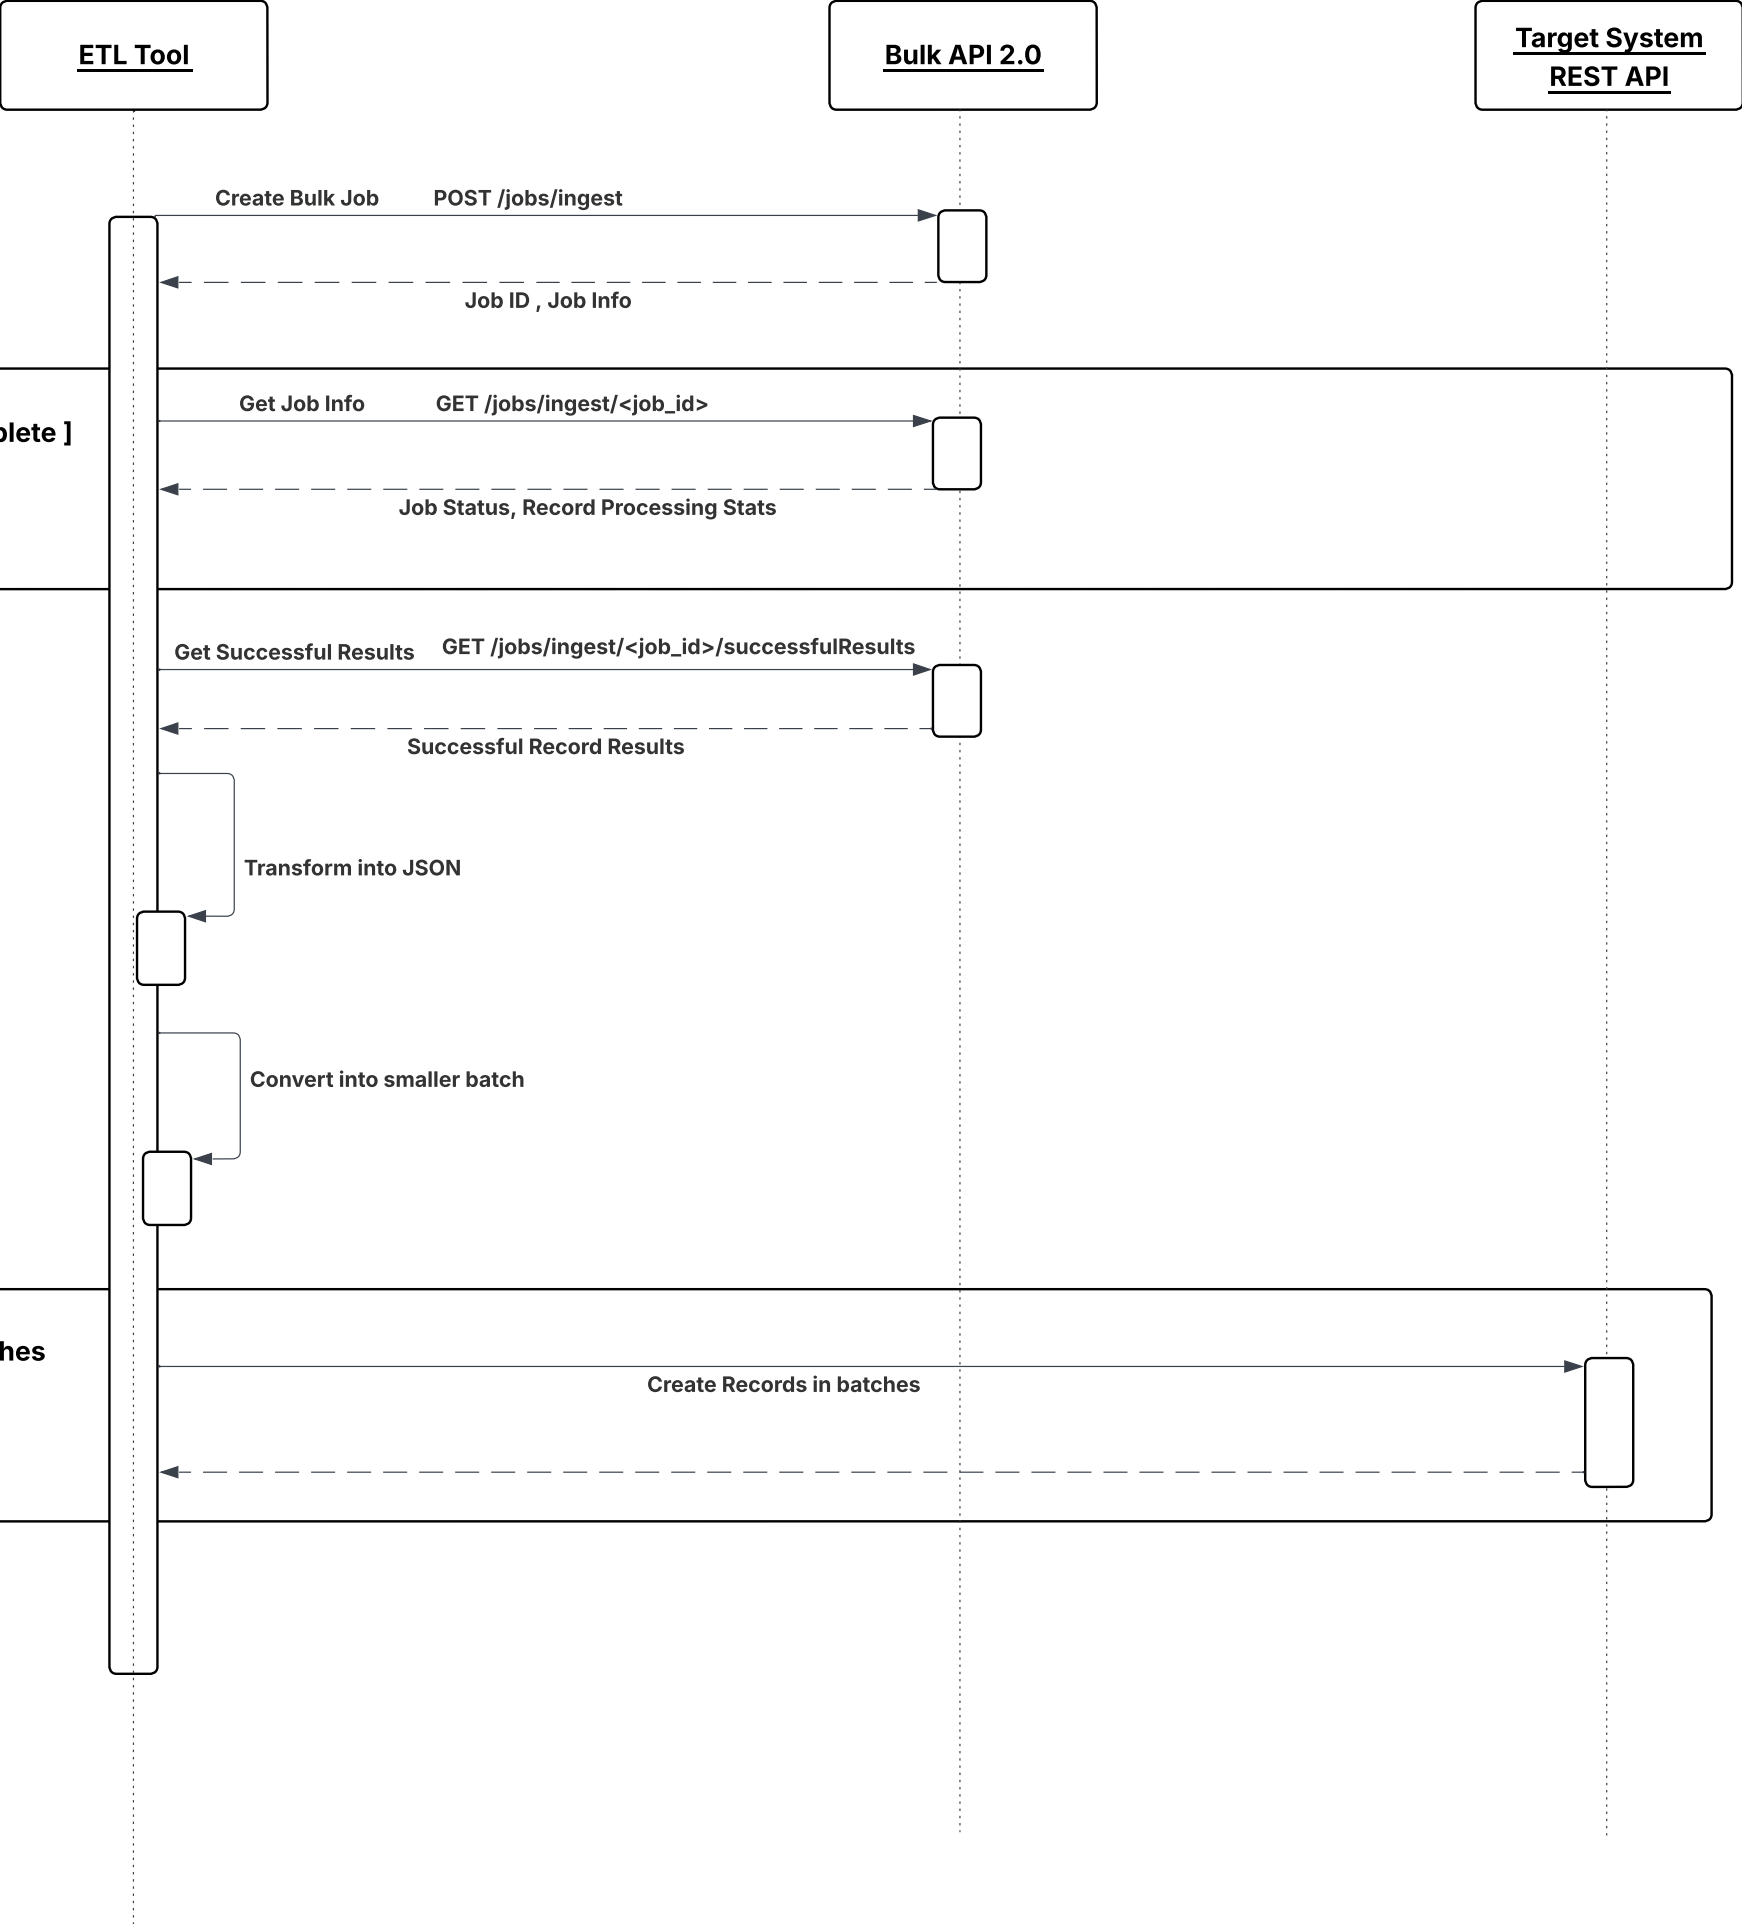 ETL Tool
Bulk API 2.0
Target System
REST API
Create Bulk Job
POST /jobs/ingest
Job ID , Job Info
Get Job Info
GET /jobs/ingest/<job_id>
plete ]
Job Status, Record Processing Stats
Get Successful Results
GET /jobs/ingest/<job_id>/successfulResults
Successful Record Results
Transform into JSON
Convert into smaller batch
hes
Create Records in batches